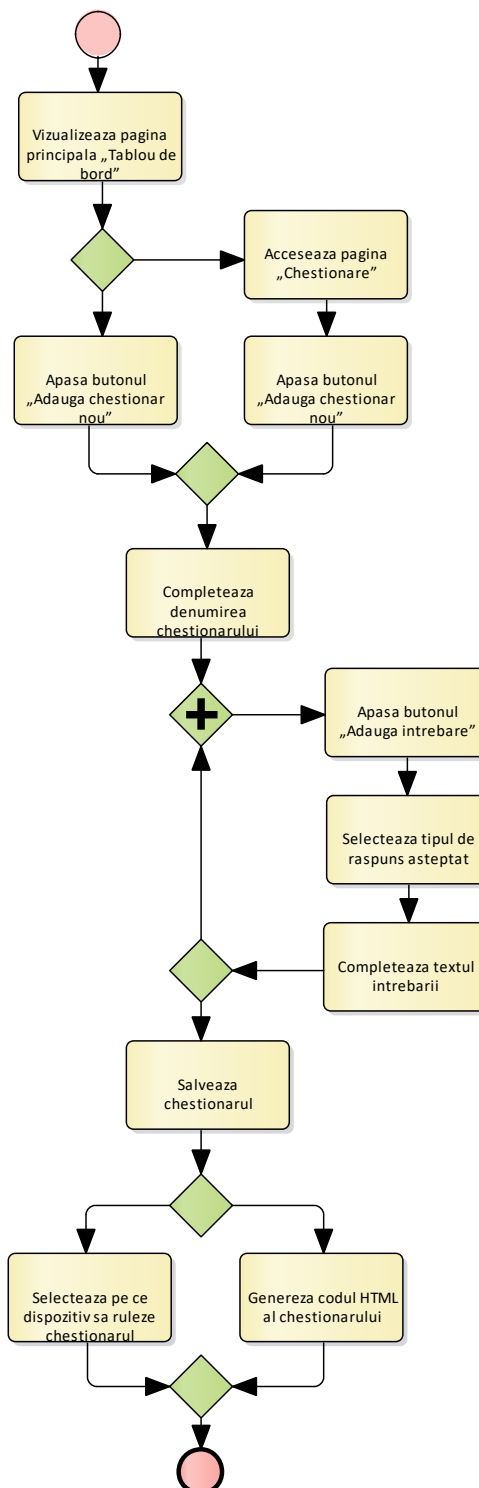 Vizualizeaza pagina
principala „Tablou de
bord”
Acceseaza pagina
„Chestionare”
Apasa butonul
„Adauga chestionar
nou”
Apasa butonul
„Adauga chestionar
nou”
Completeaza
denumirea
chestionarului
Apasa butonul
„Adauga intrebare”
Selecteaza tipul de
raspuns asteptat
Completeaza textul
intrebarii
Salveaza
chestionarul
Selecteaza pe ce
dispozitiv sa ruleze
chestionarul
Genereza codul HTML
al chestionarului